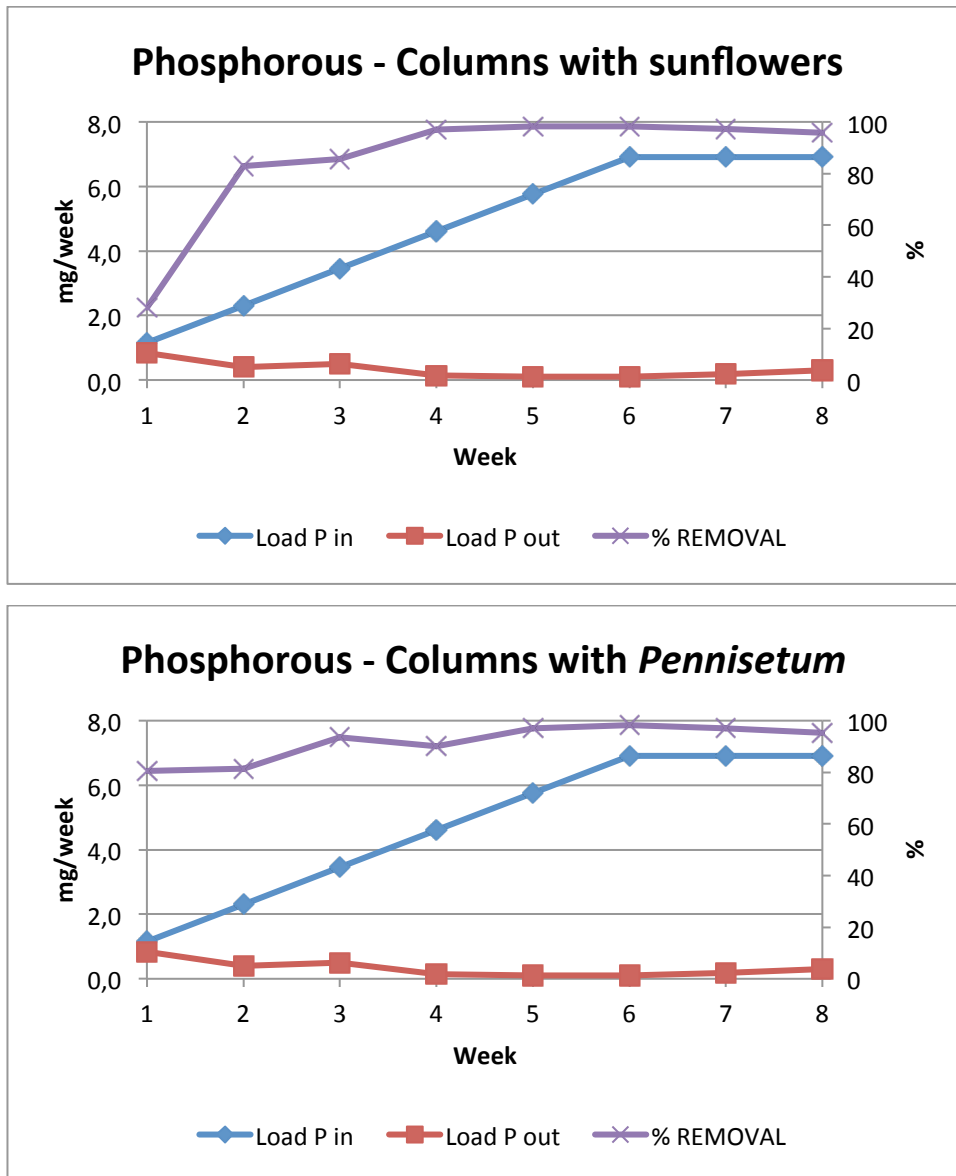 Phosphorous - Columns with sunflowers
8,0
6,0
4,0
2,0
0,0
mg/week
100
80
60
40
20
0
%
1 2 3 4 5 6 7 8
Week
Load P in Load P out % REMOVAL
Phosphorous - Columns with Pennisetum
8,0
6,0
4,0
2,0
0,0
mg/week
100
80
60
40
20
0
%
1 2 3 4 5 6 7 8
Week
Load P in Load P out % REMOVAL